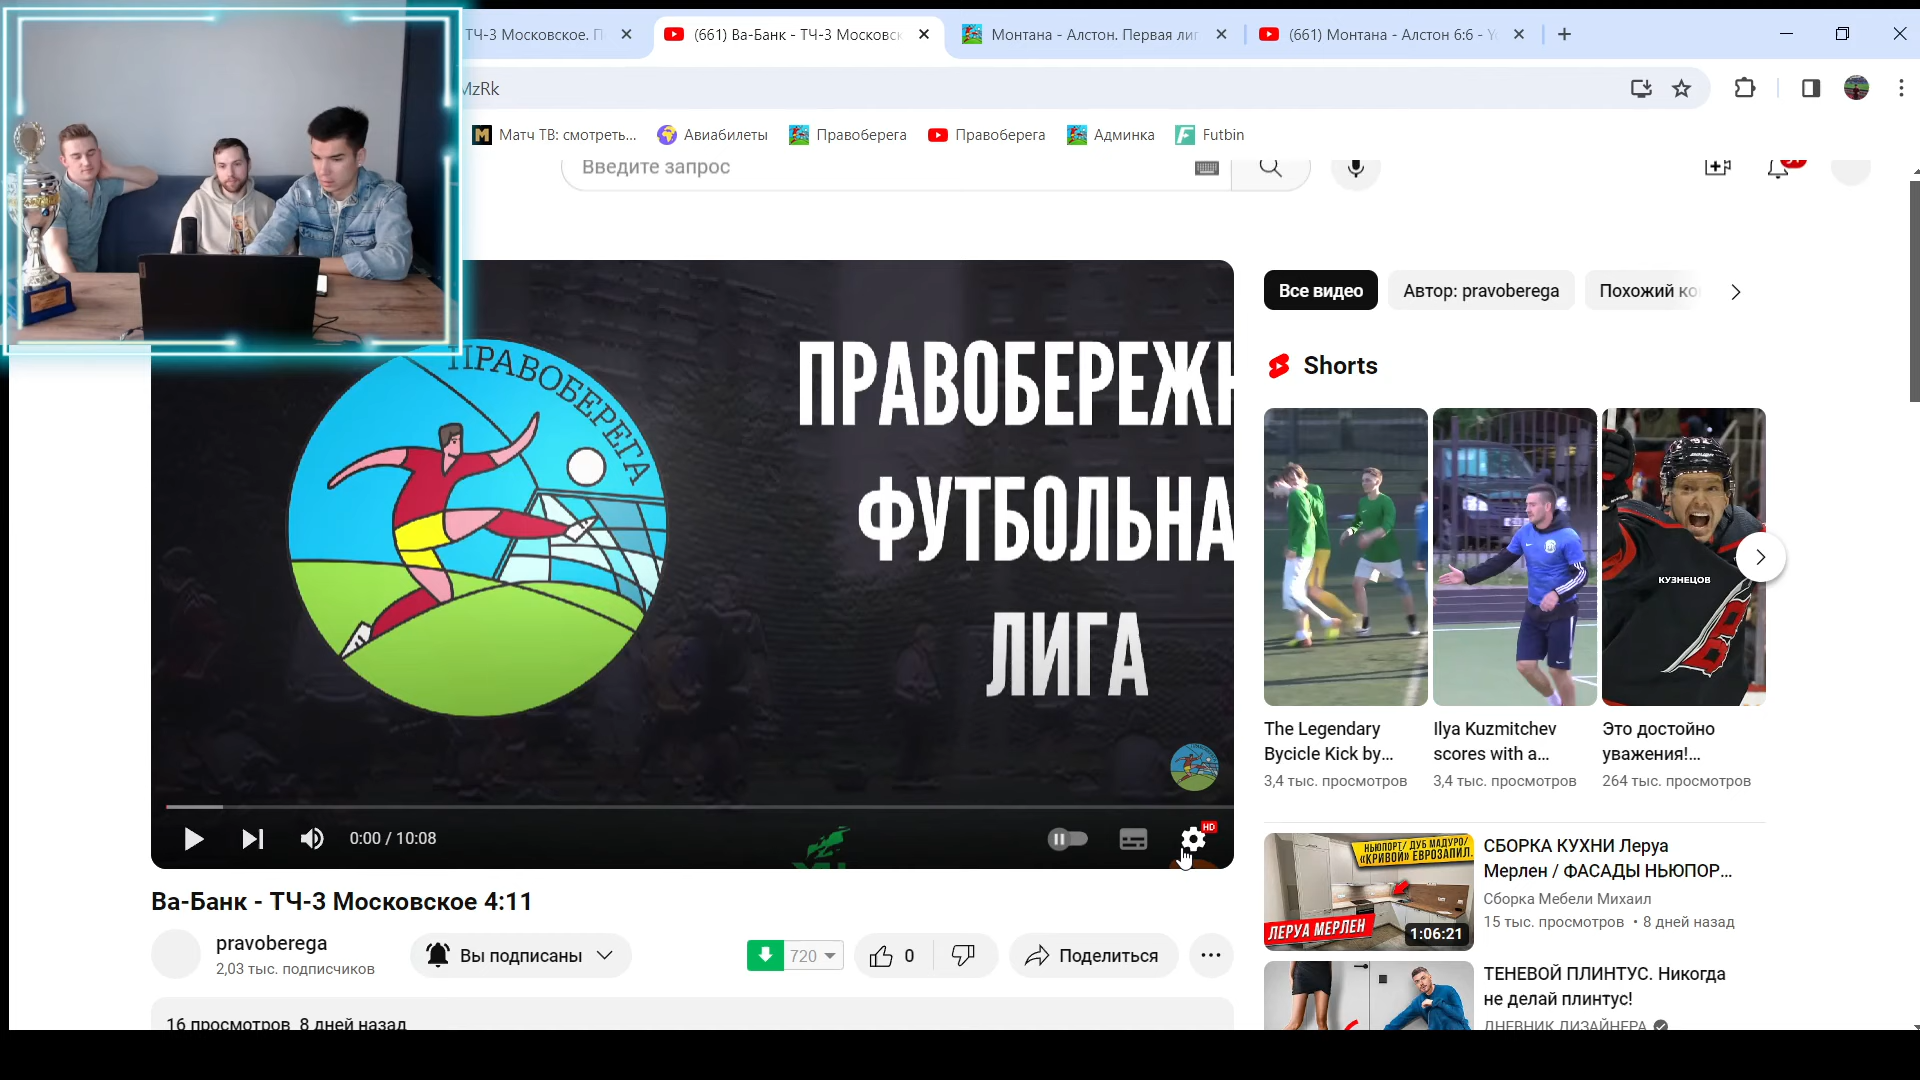 ТЧ-3 Московское. П
(661) Ва-Банк - ТЧ-3 Московск
Монтана - Алстон. Первая лиг
(661) Монтана - Алстон 6:6 - Yo
MzRk
Матч ТВ: смотреть...
Авиабилеты
Правоберега
Правоберега
Админка
Futbin
Введите запрос
ПРАВОБЕРЕГА
ПРАВОБЕРЕЖН
ФУТБОЛЬНА
ЛИГА
0:00 / 10:08
HD
Ва-Банк - ТЧ-3 Московское 4:11
pravoberega
2,03 тыс. подписчиков
Вы подписаны
720
0
Поделиться
16 просмотров 8 дней назад
Все видео
Автор: pravoberega
Похожий ко
Shorts
КУЗНЕЦОВ
The Legendary
Bycicle Kick by...
3,4 тыс. просмотров
Ilya Kuzmitchev
scores with a...
3,4 тыс. просмотров
Это достойно
уважения!...
264 тыс. просмотров
НЬЮПОРТ/ ДУБ МАДУРО/
«КРИВОЙ» ЕВРОЗАПИЛ.
ЛЕРУА МЕРЛЕН
1:06:21
СБОРКА КУХНИ Леруа
Мерлен / ФАСАДЫ НЬЮПОР...
Сборка Мебели Михаил
15 тыс. просмотров • 8 дней назад
ТЕНЕВОЙ ПЛИНТУС. Никогда
не делай плинтус!
ДНЕВНИК ДИЗАЙНЕРА